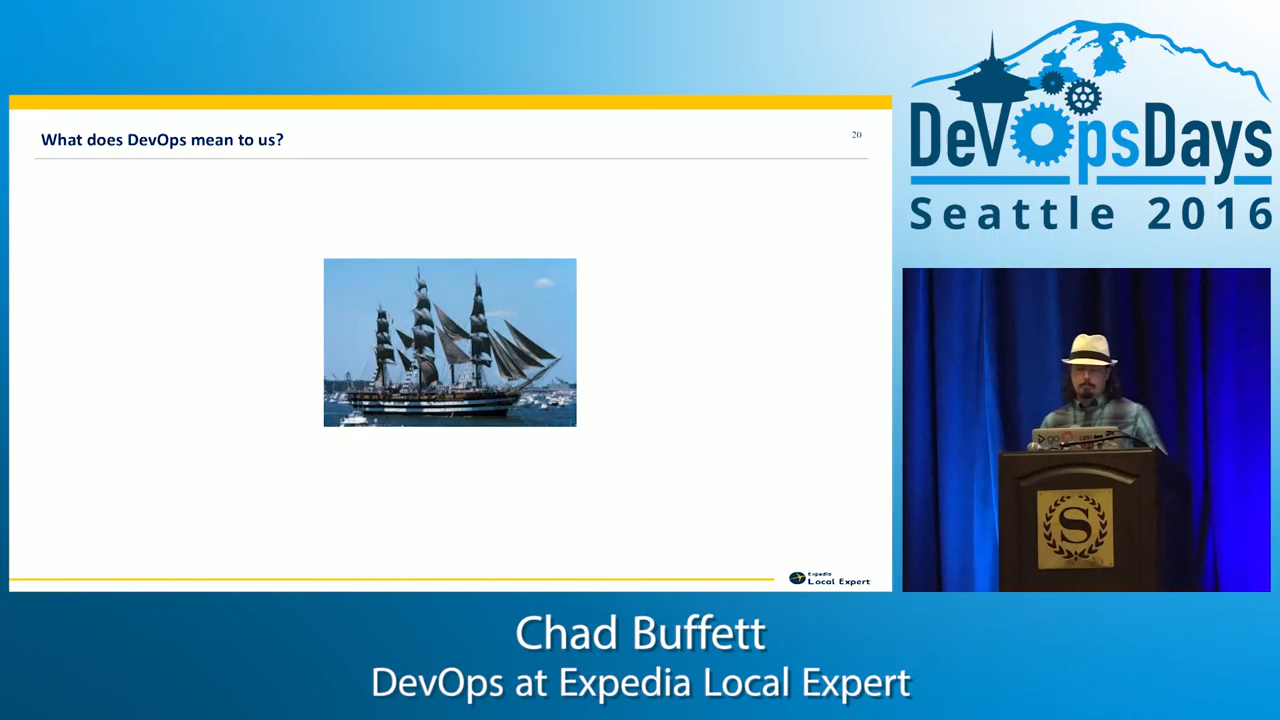 What does DevOps mean to us?
20
Expedia
Local Expert
DevOpsDays
Seattle 2016
go
S
Chad Buffett
DevOps at Expedia Local Expert